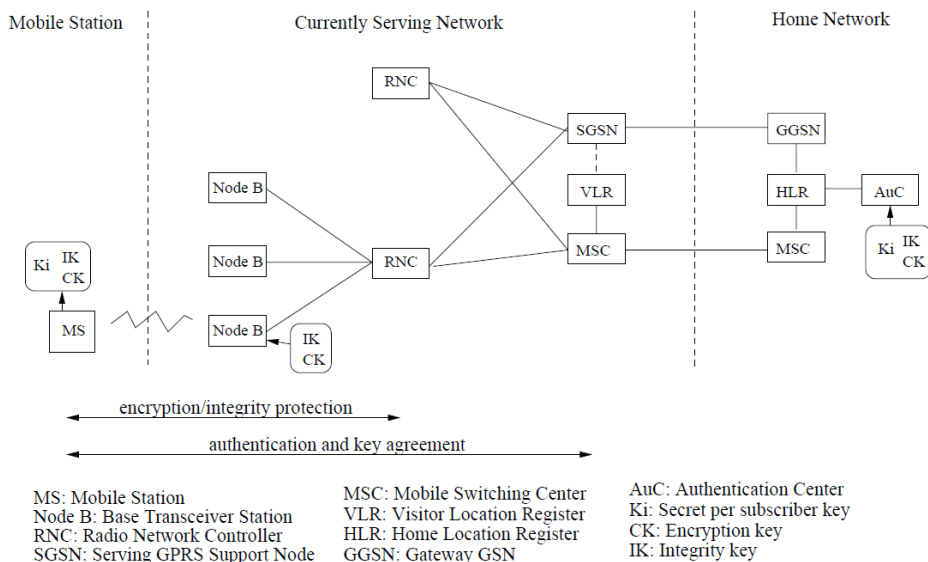 Mobile Station
Currently Serving Network
Home Network
RNC
SGSN
GGSN
Node B
VLR
HLR
AuC
Node B
RNC
MSC
MSC
Ki IK
CK
Ki IK
CK
MS
Node B
IK
CK
encryption/integrity protection
authentication and key agreement
MS: Mobile Station
Node B: Base Transceiver Station
RNC: Radio Network Controller
SGSN: Serving GPRS Support Node
MSC: Mobile Switching Center
VLR: Visitor Location Register
HLR: Home Location Register
GGSN: Gateway GSN
AuC: Authentication Center
Ki: Secret per subscriber key
CK: Encryption key
IK: Integrity key